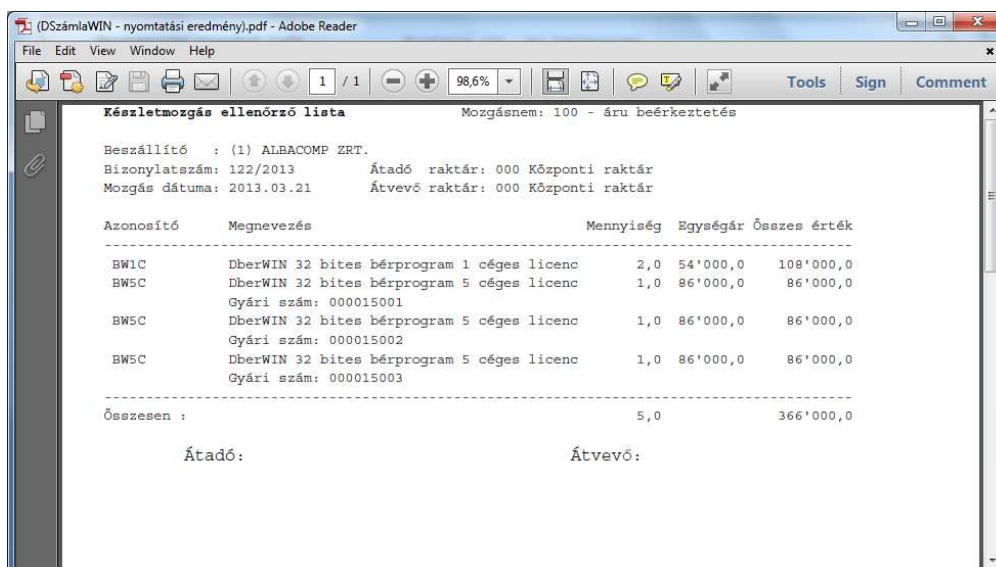 (DSzámlaWIN - nyomtatási eredmény).pdf - Adobe Reader
File Edit View Window Help
1 / 1 98,6% Tools Sign Comment
Készletmozgás ellenőrző lista Mozgásnem: 100 - áru beérkeztetés
Beszállító : (1) ALBACOMP ZRT.
Bizonylatszám: 122/2013 Átadó raktár: 000 Központi raktár
Mozgás dátuma: 2013.03.21 Átvevő raktár: 000 Központi raktár
Azonosító Megnevezés Mennyiség Egységár Összes érték
--------------------------------------------------------------------------------
BW1C DberWIN 32 bites bérprogram 1 céges licenc 2,0 54'000,0 108'000,0
BW5C DberWIN 32 bites bérprogram 5 céges licenc 1,0 86'000,0 86'000,0
Gyári szám: 000015001
BW5C DberWIN 32 bites bérprogram 5 céges licenc 1,0 86'000,0 86'000,0
Gyári szám: 000015002
BW5C DberWIN 32 bites bérprogram 5 céges licenc 1,0 86'000,0 86'000,0
Gyári szám: 000015003
--------------------------------------------------------------------------------
Összesen : 5,0 366'000,0
Átadó: Átvevő: